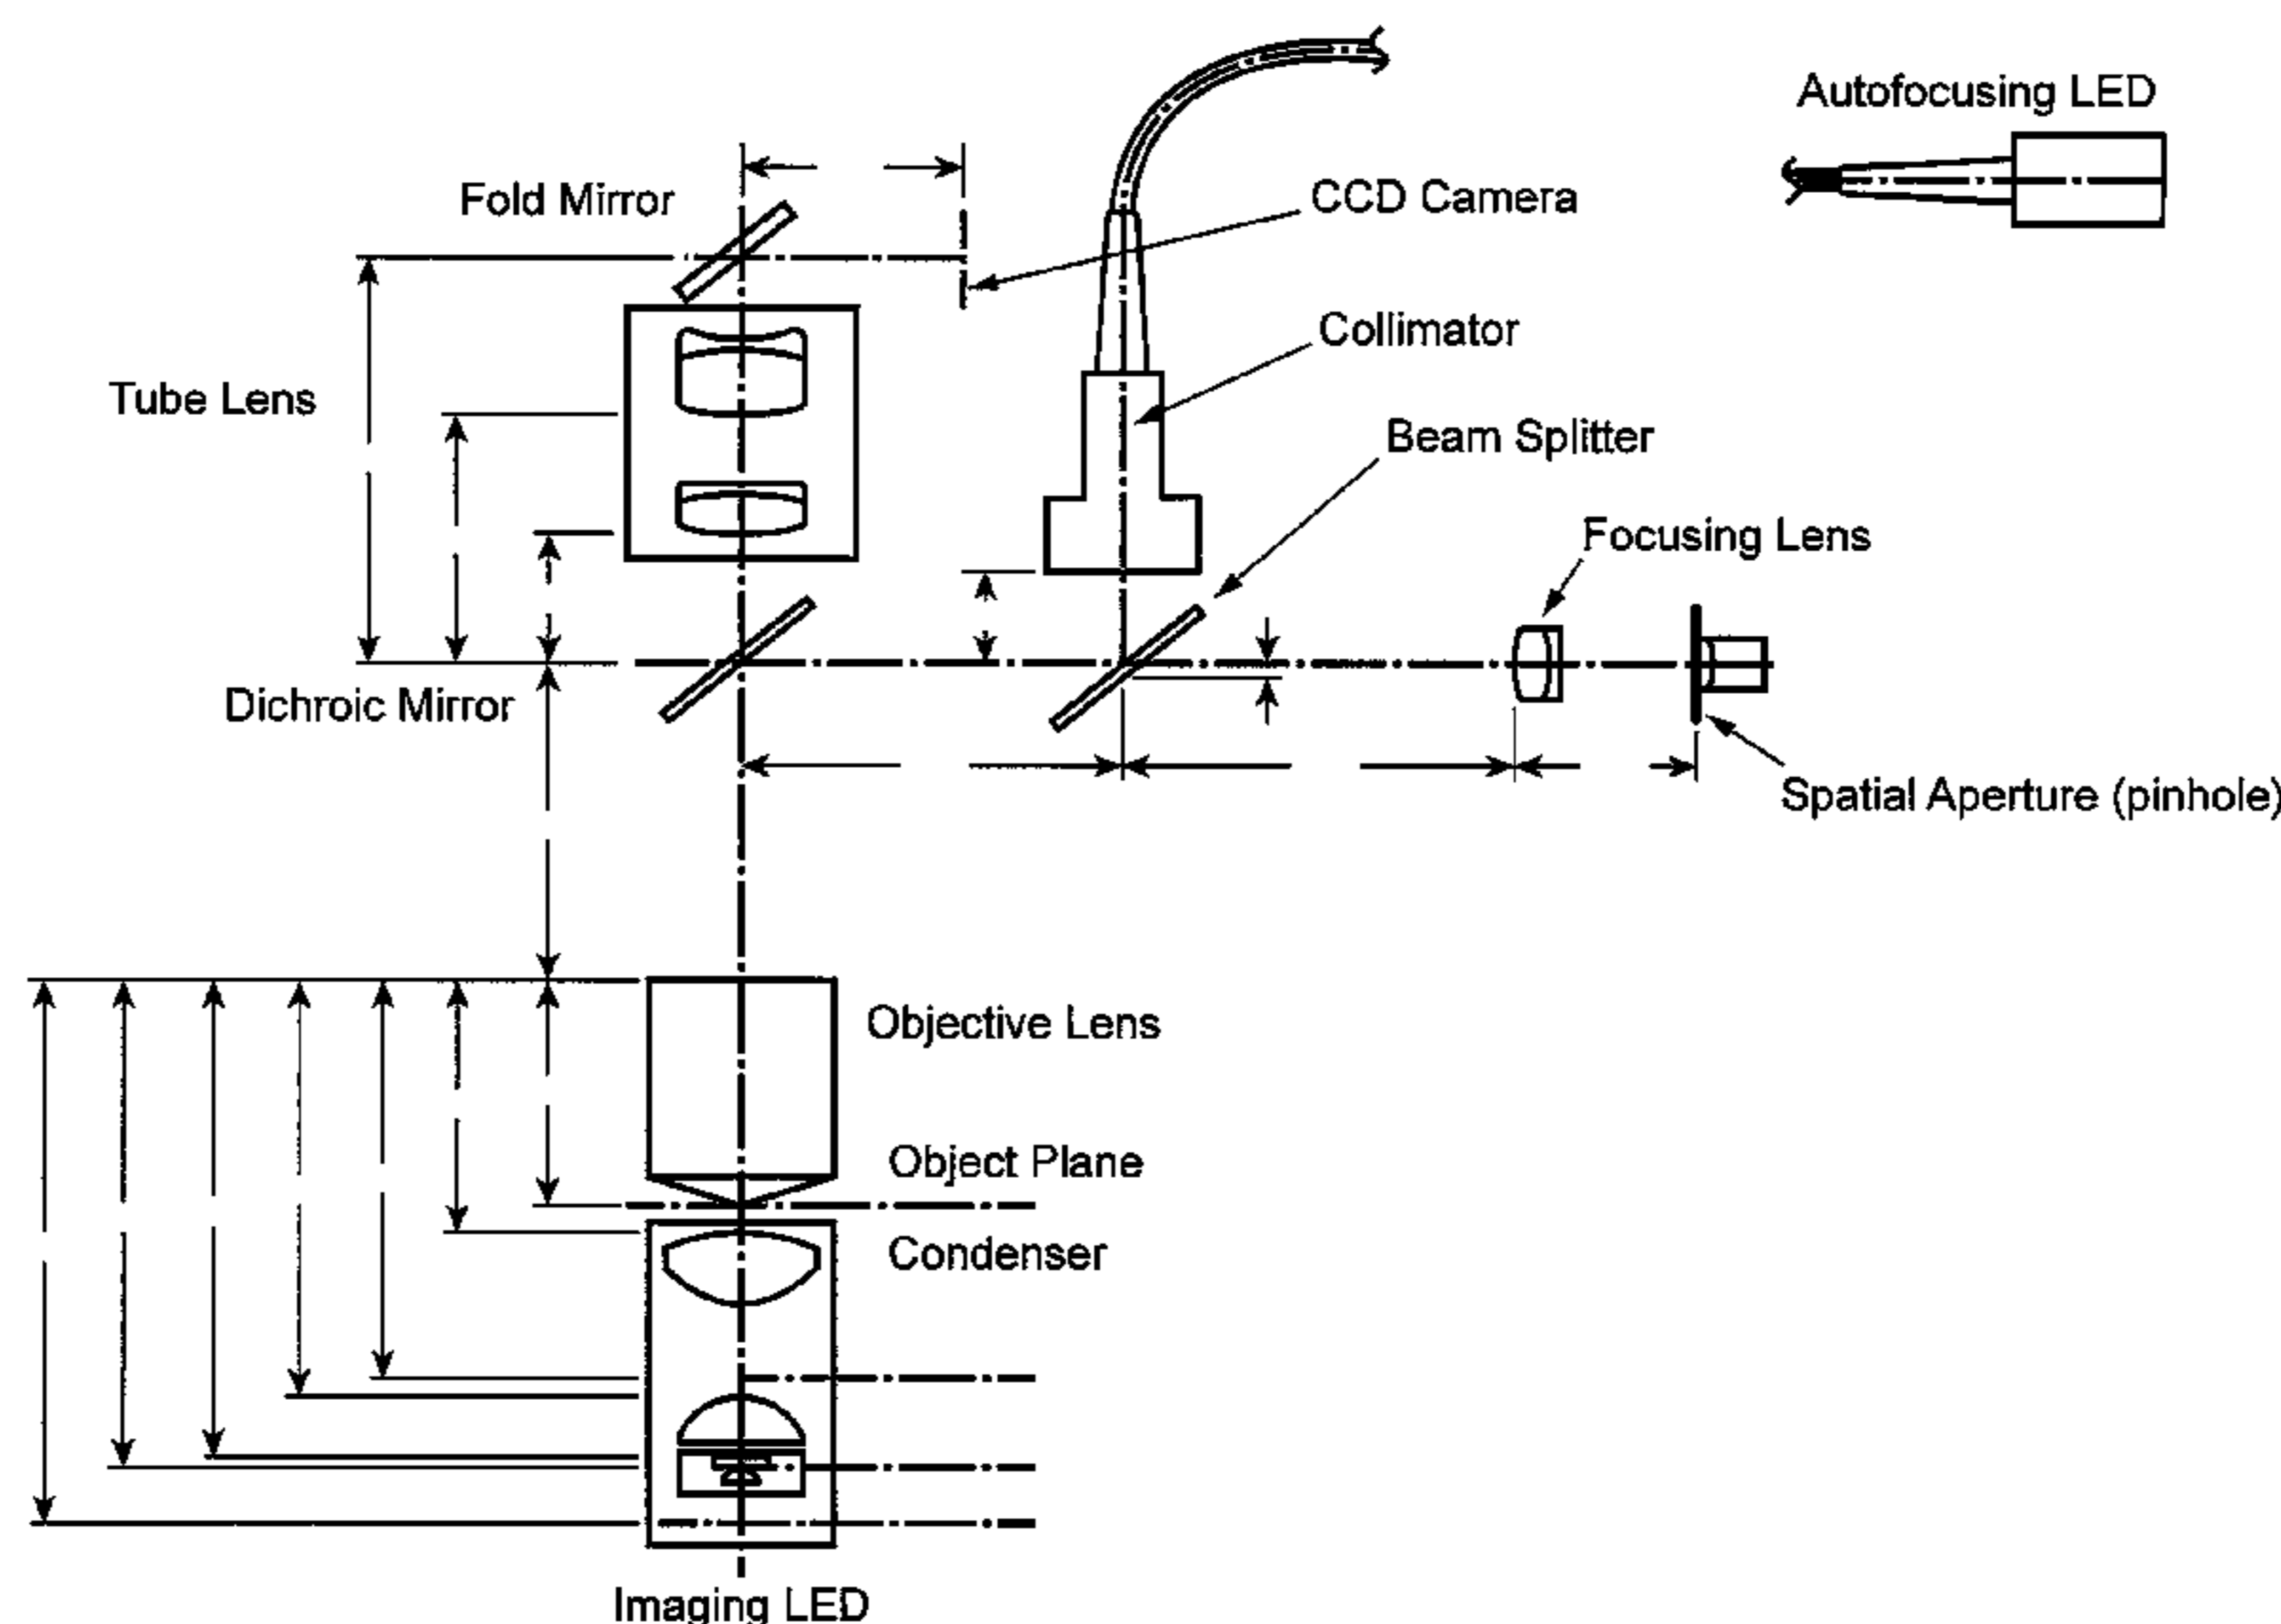 Autofocusing LED
Fold Mirror
CCD Camera
Collimator
Tube Lens
Beam Splitter
Focusing Lens
Dichroic Mirror
Spatial Aperture (pinhole)
Objective Lens
Object Plane
Condenser
Imaging LED